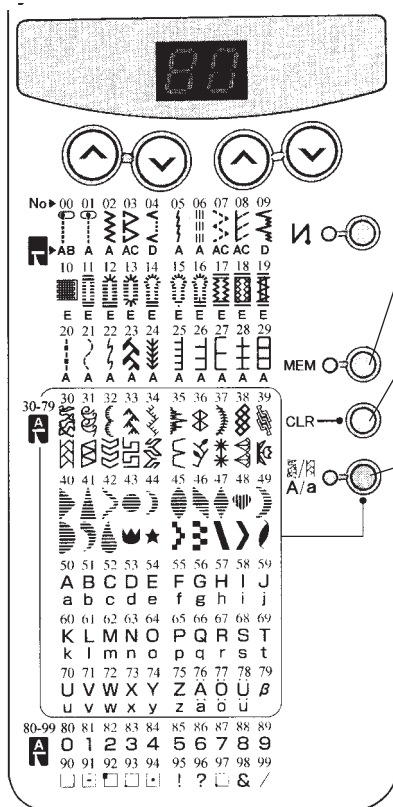 80
No 00 01 02 03 04 05 06 07 08 09
AB A A AC D A A AC AC D
10 11 12 13 14 15 16 17 18 19
E E E E E E E E E
20 21 22 23 24 25 26 27 28 29
A A A A A A A A A A
MEM
CLR
A/a
30-79
A
30 31 32 33 34 35 36 37 38 39
40 41 42 43 44 45 46 47 48 49
50 51 52 53 54 55 56 57 58 59
A B C D E F G H I J
a b c d e f g h i j
60 61 62 63 64 65 66 67 68 69
K L M N O P Q R S T
k l m n o p q r s t
70 71 72 73 74 75 76 77 78 79
U V W X Y Z Ä Ö Ü β
u v w x y z ä ö ü
80-99
A
80 81 82 83 84 85 86 87 88 89
0 1 2 3 4 5 6 7 8 9
90 91 92 93 94 95 96 97 98 99
! ? & /